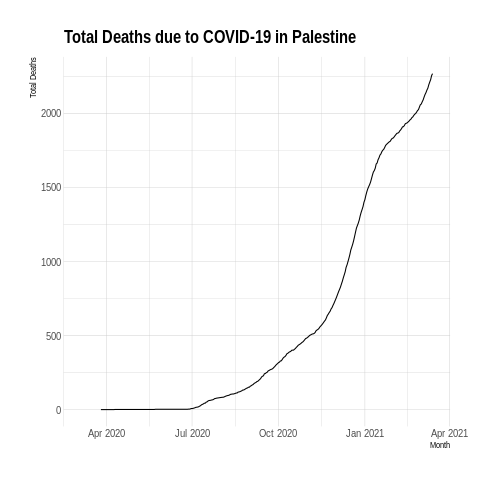 Total Deaths due to COVID-19 in Palestine
Total Deaths
2000
1500
1000
500
0
Apr 2020 Jul 2020 Oct 2020 Jan 2021 Apr 2021
Month